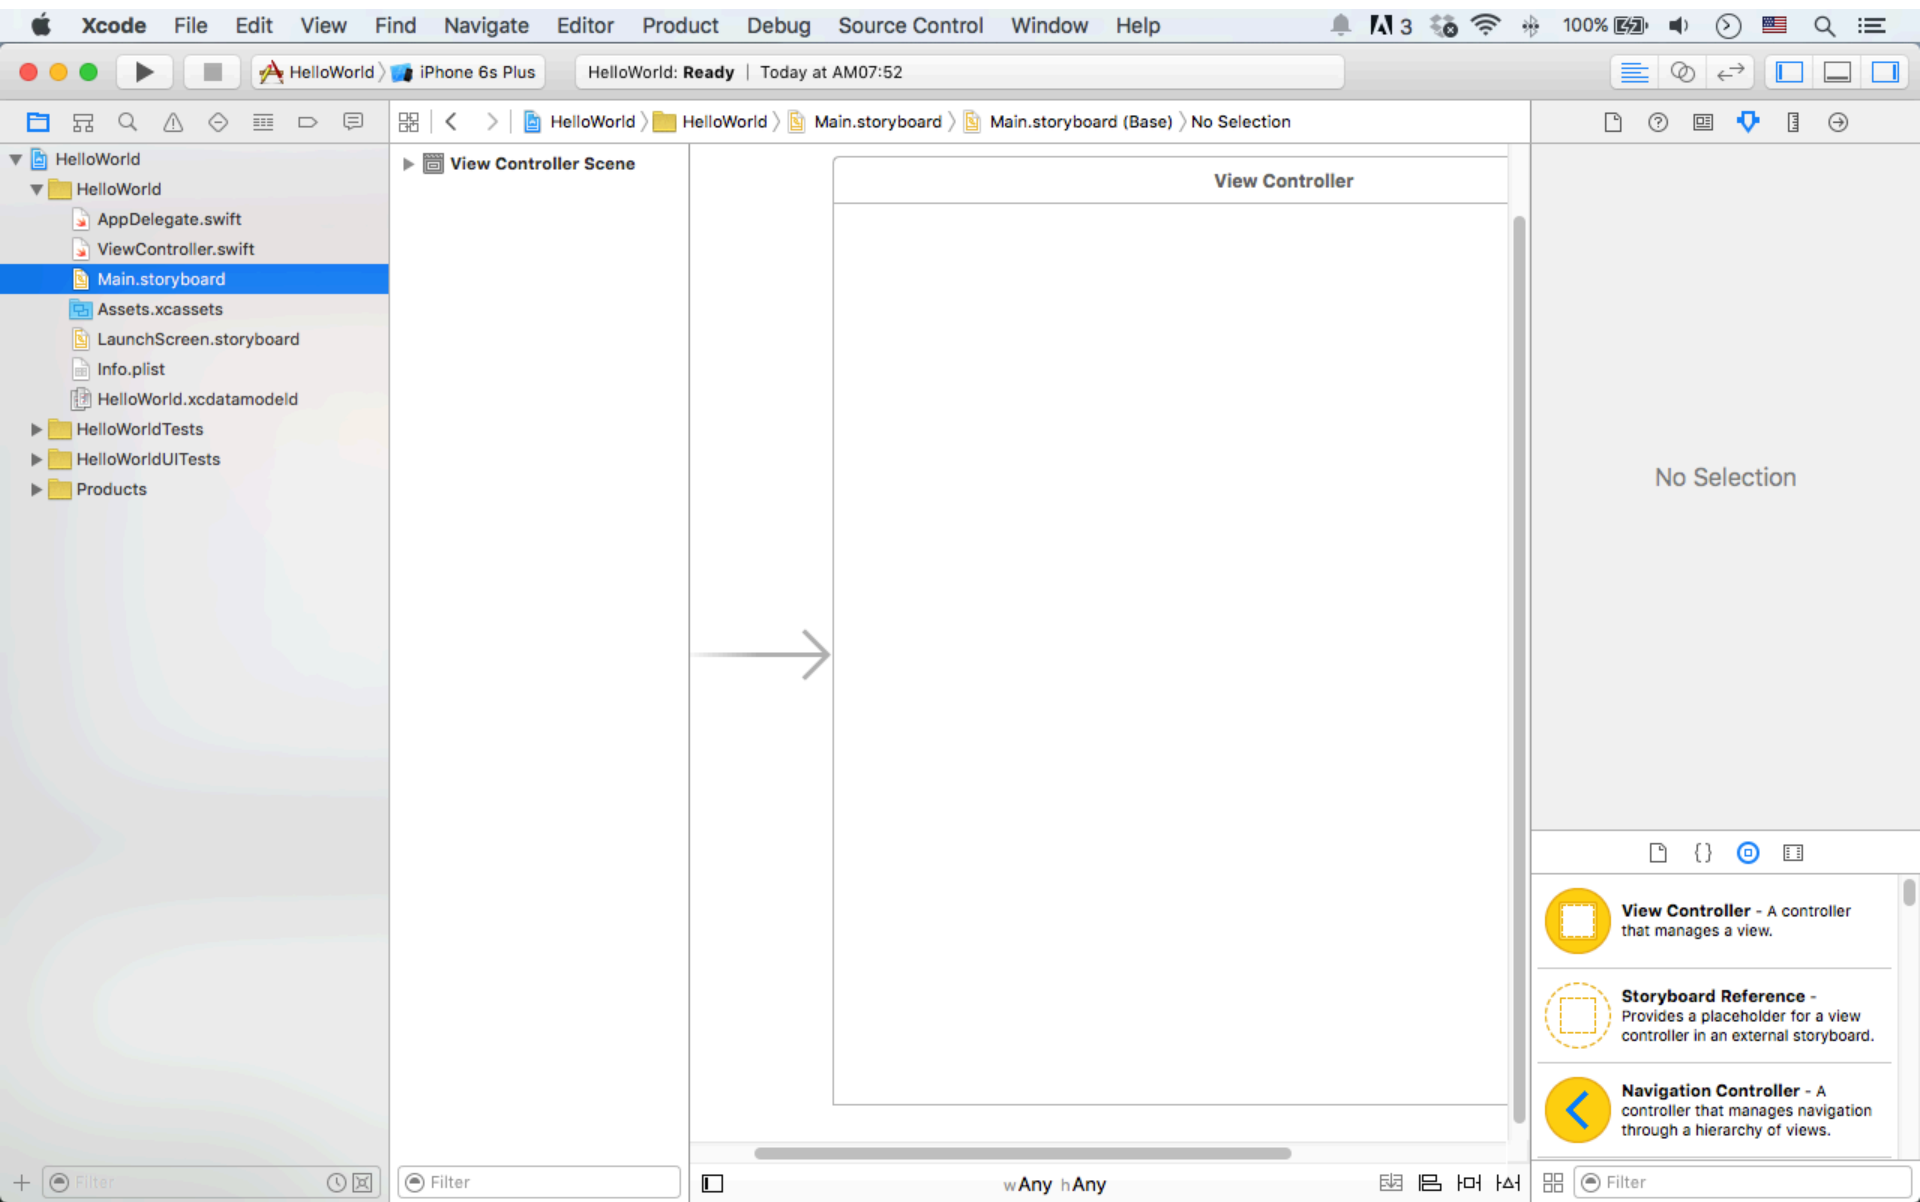 Xcode File Edit View Find Navigate Editor Product Debug Source Control Window Help 3 100%
HelloWorld iPhone 6s Plus HelloWorld: Ready | Today at AM07:52
HelloWorld HelloWorld Main.storyboard Main.storyboard (Base) No Selection
HelloWorld
HelloWorld
AppDelegate.swift
ViewController.swift
Main.storyboard
Assets.xcassets
LaunchScreen.storyboard
Info.plist
HelloWorld.xcdatamodeld
HelloWorldTests
HelloWorldUITests
Products
Filter
View Controller Scene
Filter
View Controller
wAny hAny
No Selection
View Controller - A controller
that manages a view.
Storyboard Reference -
Provides a placeholder for a view
controller in an external storyboard.
Navigation Controller - A
controller that manages navigation
through a hierarchy of views.
Filter